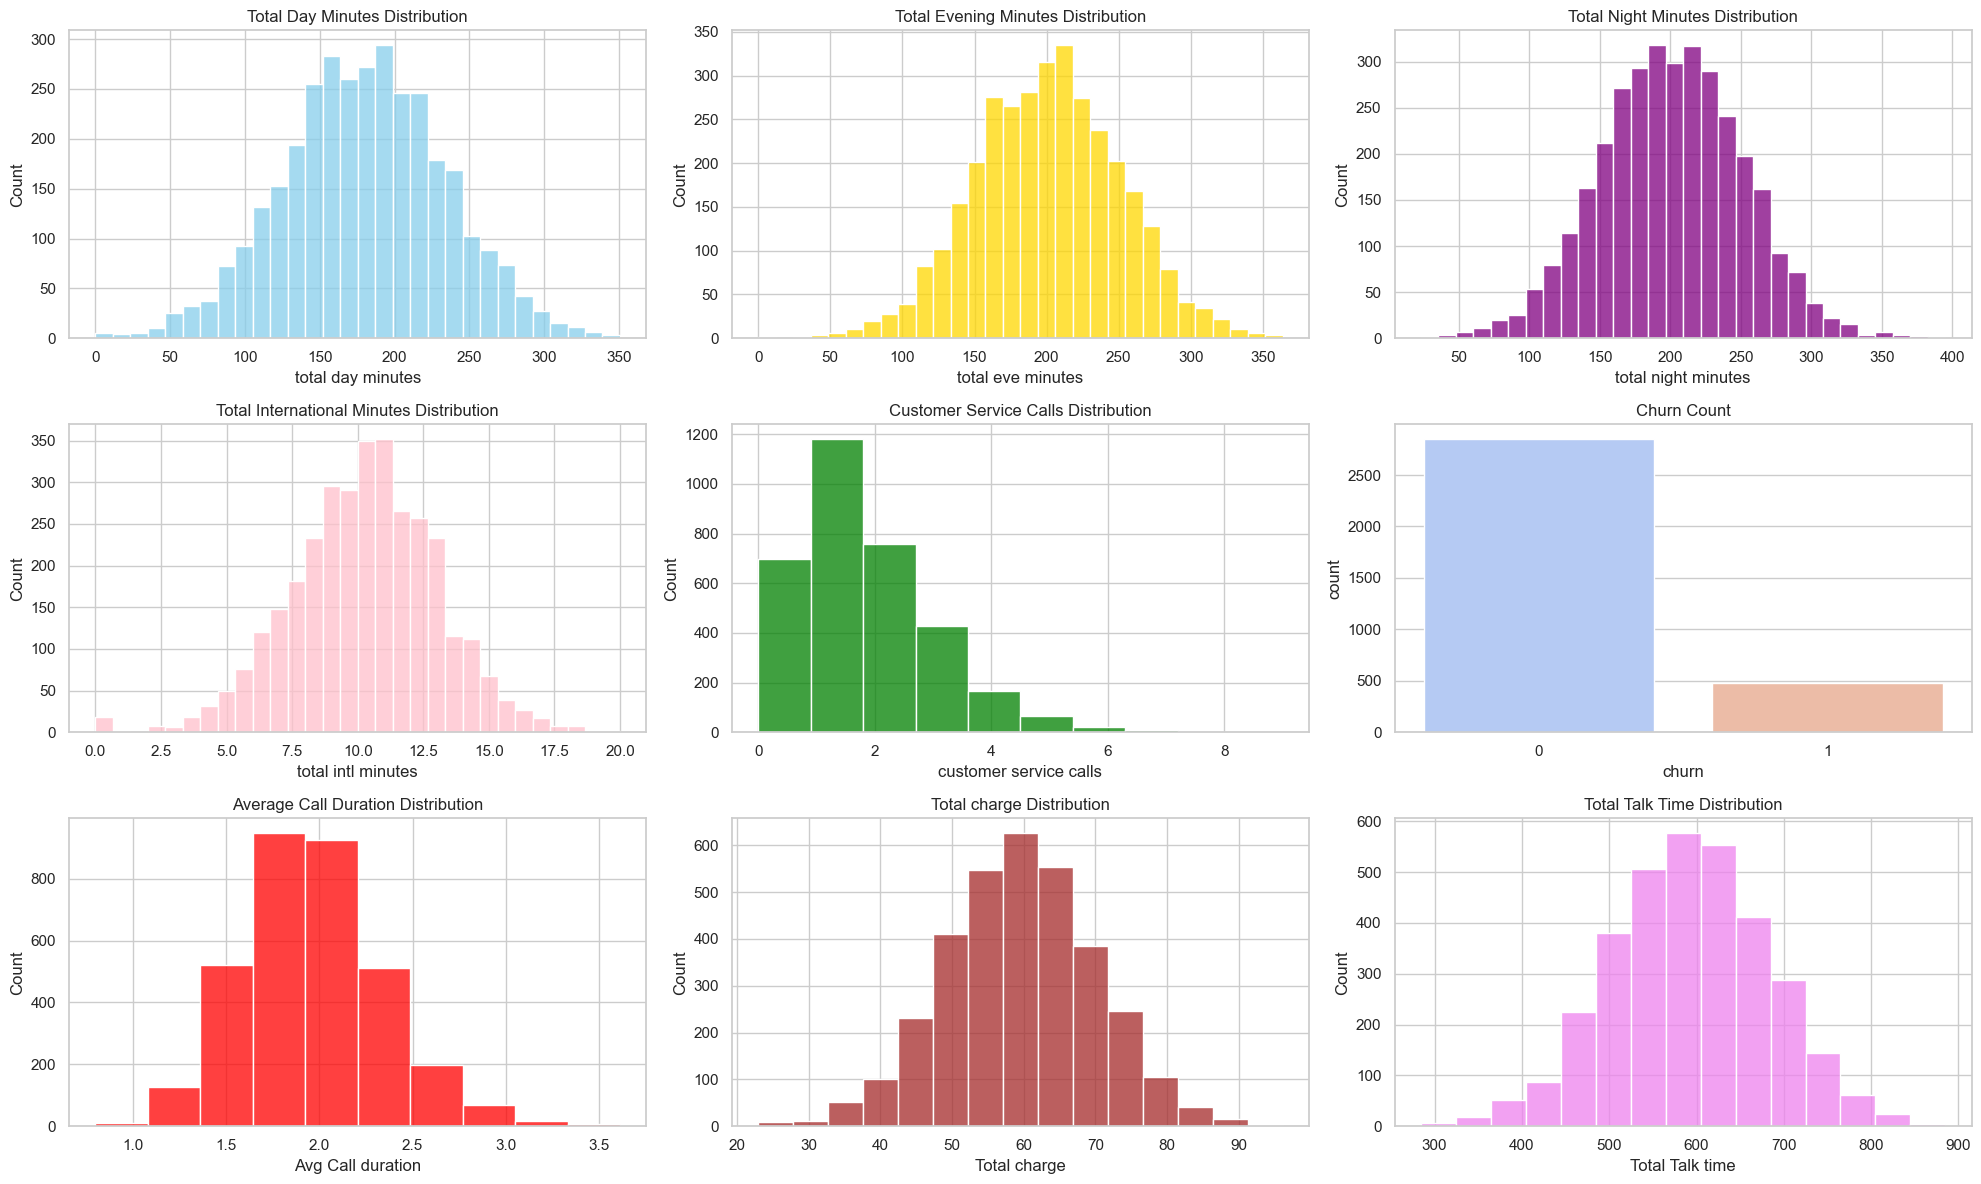 Total Day Minutes Distribution
300
250
200
150
100
50
0
Count
0 50 100 150 200 250 300 350
total day minutes
Total Evening Minutes Distribution
350
300
250
200
150
100
50
0
Count
0 50 100 150 200 250 300 350
total eve minutes
Total Night Minutes Distribution
300
250
200
150
100
50
0
Count
50 100 150 200 250 300 350 400
total night minutes
Total International Minutes Distribution
350
300
250
200
150
100
50
0
Count
0.0 2.5 5.0 7.5 10.0 12.5 15.0 17.5 20.0
total intl minutes
Customer Service Calls Distribution
1200
1000
800
600
400
200
0
Count
0 2 4 6 8
customer service calls
Churn Count
2500
2000
1500
1000
500
0
count
0 1
churn
Average Call Duration Distribution
800
600
400
200
0
Count
1.0 1.5 2.0 2.5 3.0 3.5
Avg Call duration
Total charge Distribution
600
500
400
300
200
100
0
Count
20 30 40 50 60 70 80 90
Total charge
Total Talk Time Distribution
600
500
400
300
200
100
0
Count
300 400 500 600 700 800 900
Total Talk time